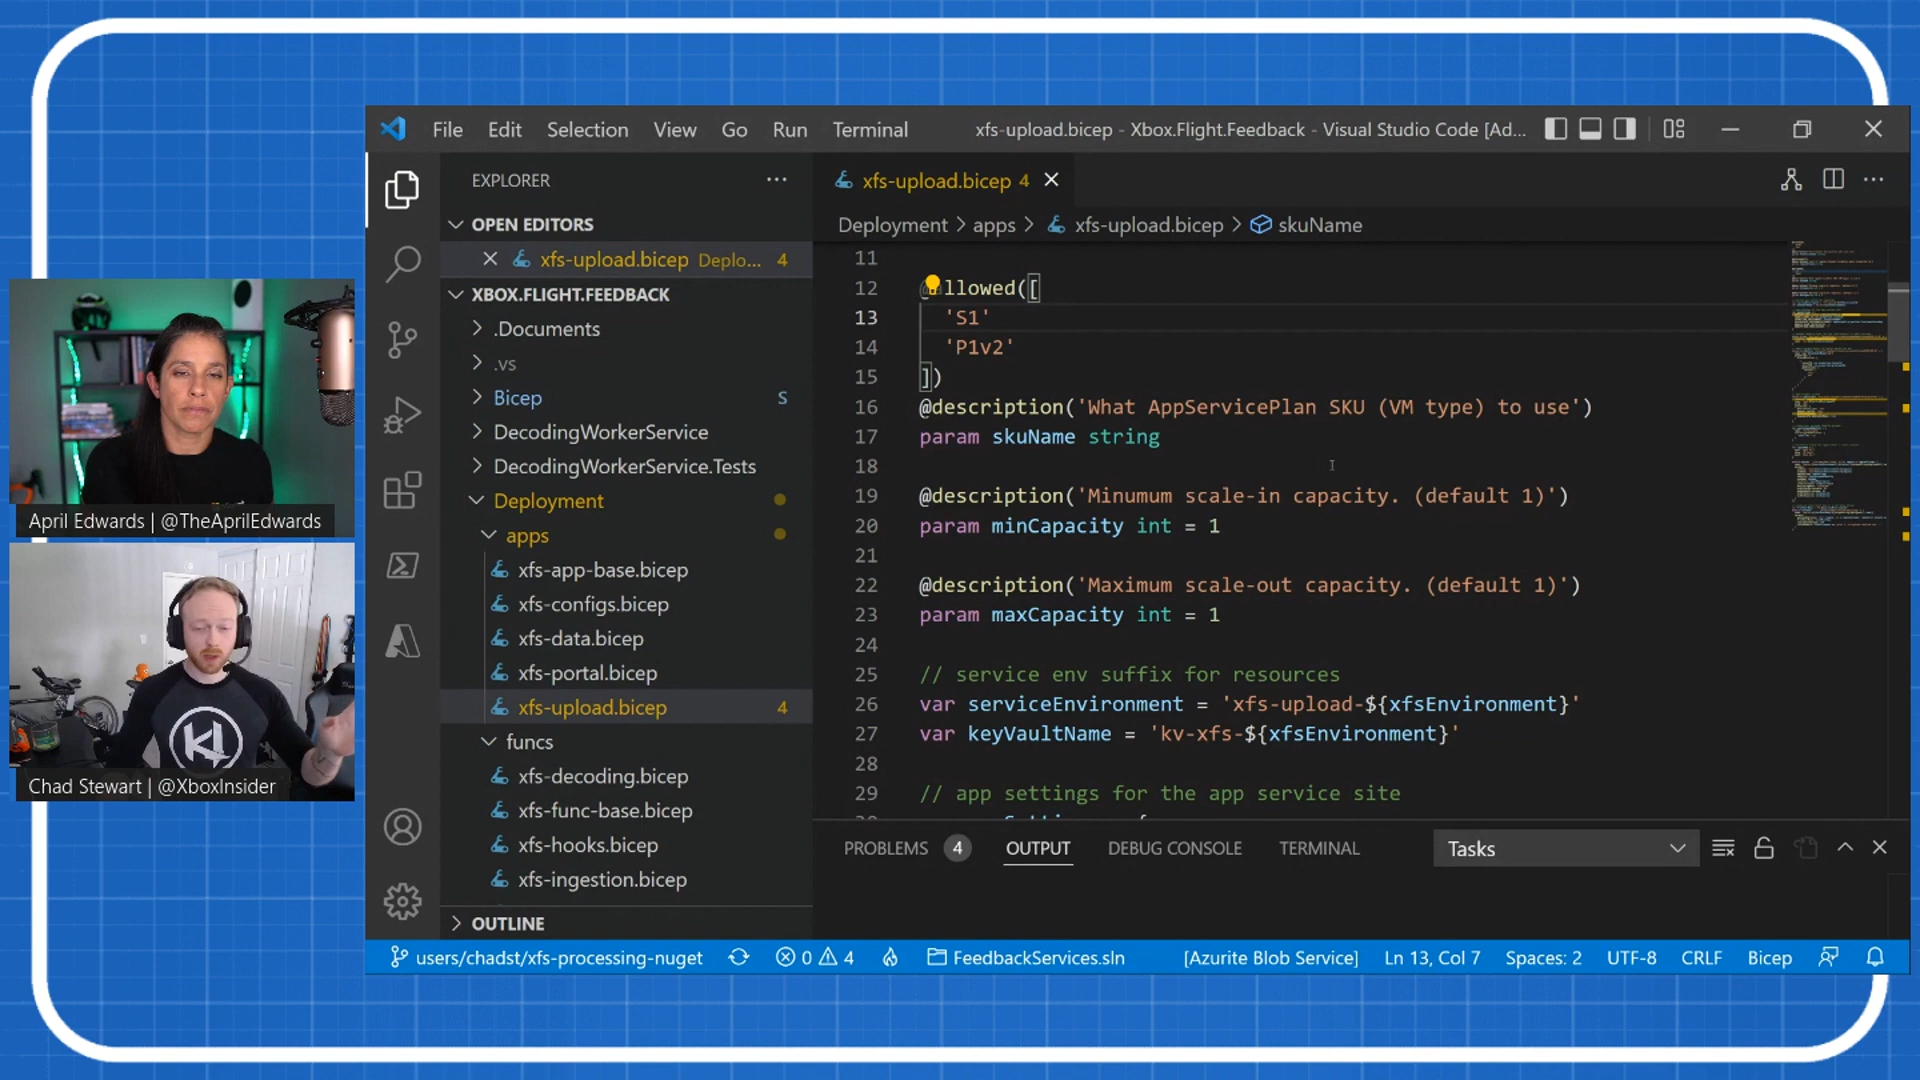 File Edit Selection View Go Run Terminal
xfs-upload.bicep - Xbox.Flight.Feedback - Visual Studio Code [Ad...
EXPLORER
OPEN EDITORS
xfs-upload.bicep Deplo... 4
XBOX.FLIGHT.FEEDBACK
.Documents
.vs
Bicep S
DecodingWorkerService
DecodingWorkerService.Tests
Deployment
apps
xfs-app-base.bicep
xfs-configs.bicep
xfs-data.bicep
xfs-portal.bicep
xfs-upload.bicep 4
funcs
xfs-decoding.bicep
xfs-func-base.bicep
xfs-hooks.bicep
xfs-ingestion.bicep
OUTLINE
xfs-upload.bicep 4
Deployment > apps > xfs-upload.bicep > skuName
11
12 llowed([
13 'S1'
14 'P1v2'
15 ])
16 @description('What AppServicePlan SKU (VM type) to use')
17 param skuName string
18
19 @description('Minumum scale-in capacity. (default 1)')
20 param minCapacity int = 1
21
22 @description('Maximum scale-out capacity. (default 1)')
23 param maxCapacity int = 1
24
25 // service env suffix for resources
26 var serviceEnvironment = 'xfs-upload-${xfsEnvironment}'
27 var keyVaultName = 'kv-xfs-${xfsEnvironment}'
28
29 // app settings for the app service site
PROBLEMS 4 OUTPUT DEBUG CONSOLE TERMINAL Tasks
users/chadst/xfs-processing-nuget 0 4 FeedbackServices.sln [Azurite Blob Service] Ln 13, Col 7 Spaces: 2 UTF-8 CRLF Bicep
April Edwards | @TheAprilEdwards
KI
Chad Stewart | @XboxInsider